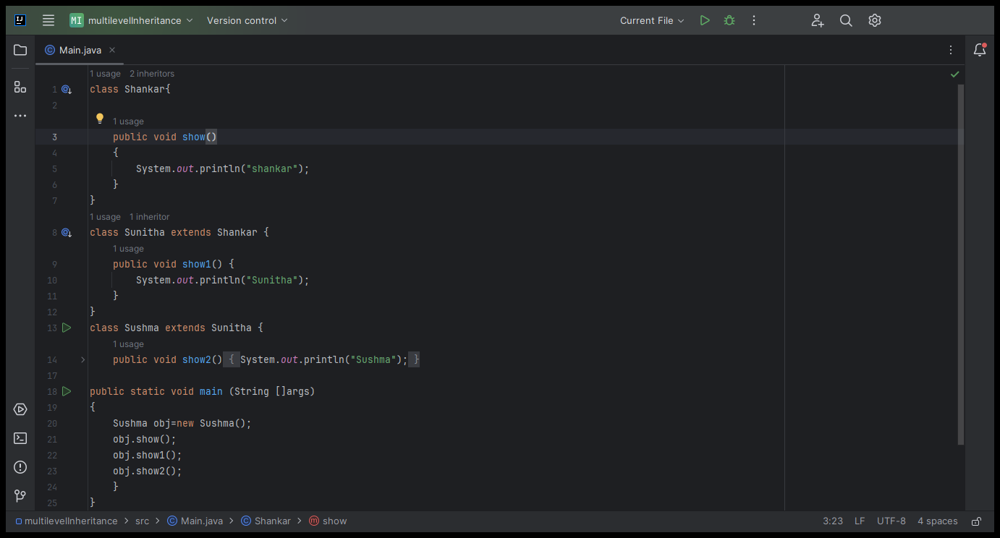 IJ MI multilevelInheritance Version control Current File
Main.java
1 usage 2 inheritors
1 class Shankar{
2
1 usage
3 public void show()
4 {
5 System.out.println("shankar");
6 }
7 }
1 usage 1 inheritor
8 class Sunitha extends Shankar {
1 usage
9 public void show1() {
10 System.out.println("Sunitha");
11 }
12 }
13 class Sushma extends Sunitha {
1 usage
14 public void show2() { System.out.println("Sushma"); }
17
18 public static void main (String []args)
19 {
20 Sushma obj=new Sushma();
21 obj.show();
22 obj.show1();
23 obj.show2();
24 }
25 }
multilevelInheritance > src > Main.java > Shankar > show 3:23 LF UTF-8 4 spaces